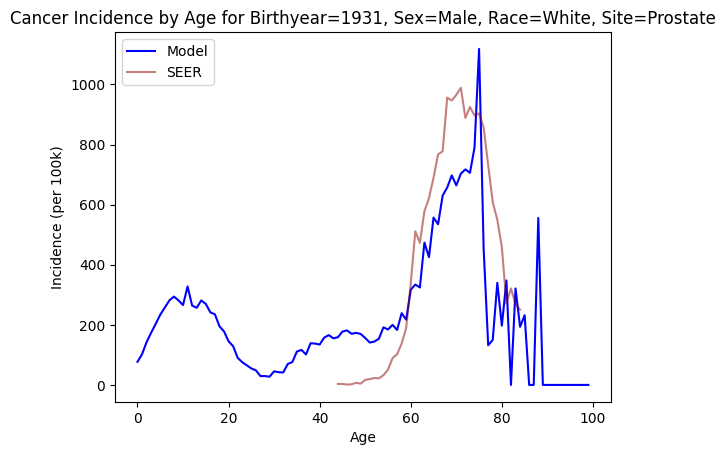 Cancer Incidence by Age for Birthyear=1931, Sex=Male, Race=White, Site=Prostate
Model
SEER
1000
800
600
400
200
0
Incidence (per 100k)
0 20 40 60 80 100
Age